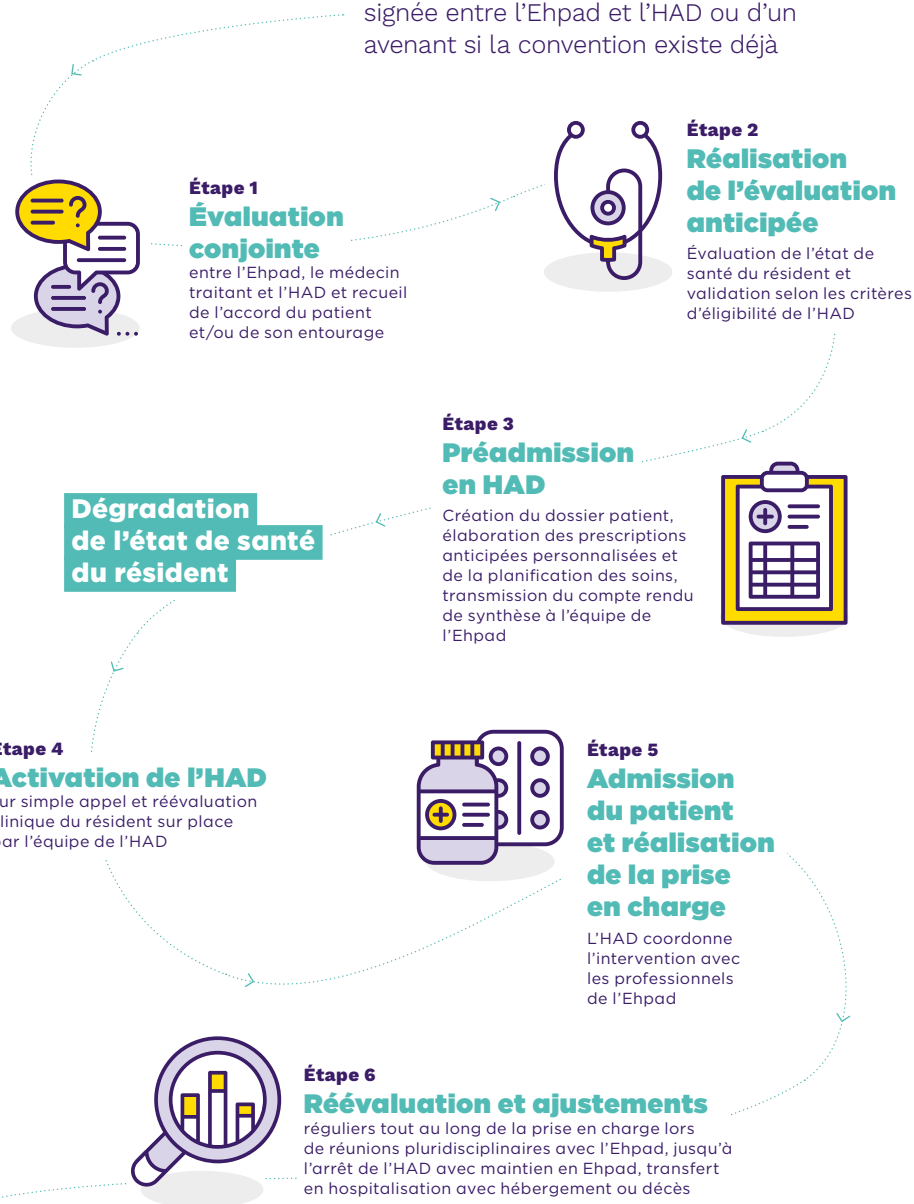 signée entre l’Ehpad et l’HAD ou d’un
avenant si la convention existe déjà
Étape 1
Évaluation
conjointe
entre l’Ehpad, le médecin
traitant et l’HAD et recueil
de l’accord du patient
et/ou de son entourage
Étape 2
Réalisation
de l’évaluation
anticipée
Évaluation de l’état de
santé du résident et
validation selon les critères
d’éligibilité de l’HAD
Étape 3
Préadmission
en HAD
Création du dossier patient,
élaboration des prescriptions
anticipées personnalisées et
de la planification des soins,
transmission du compte rendu
de synthèse à l’équipe de
l’Ehpad
Dégradation
de l’état de santé
du résident
Étape 4
Activation de l’HAD
ur simple appel et réévaluation
linique du résident sur place
par l’équipe de l’HAD
Étape 5
Admission
du patient
et réalisation
de la prise
en charge
L’HAD coordonne
l’intervention avec
les professionnels
de l’Ehpad
Étape 6
Réévaluation et ajustements
réguliers tout au long de la prise en charge lors
de réunions pluridisciplinaires avec l’Ehpad, jusqu’à
l’arrêt de l’HAD avec maintien en Ehpad, transfert
en hospitalisation avec hébergement ou décès